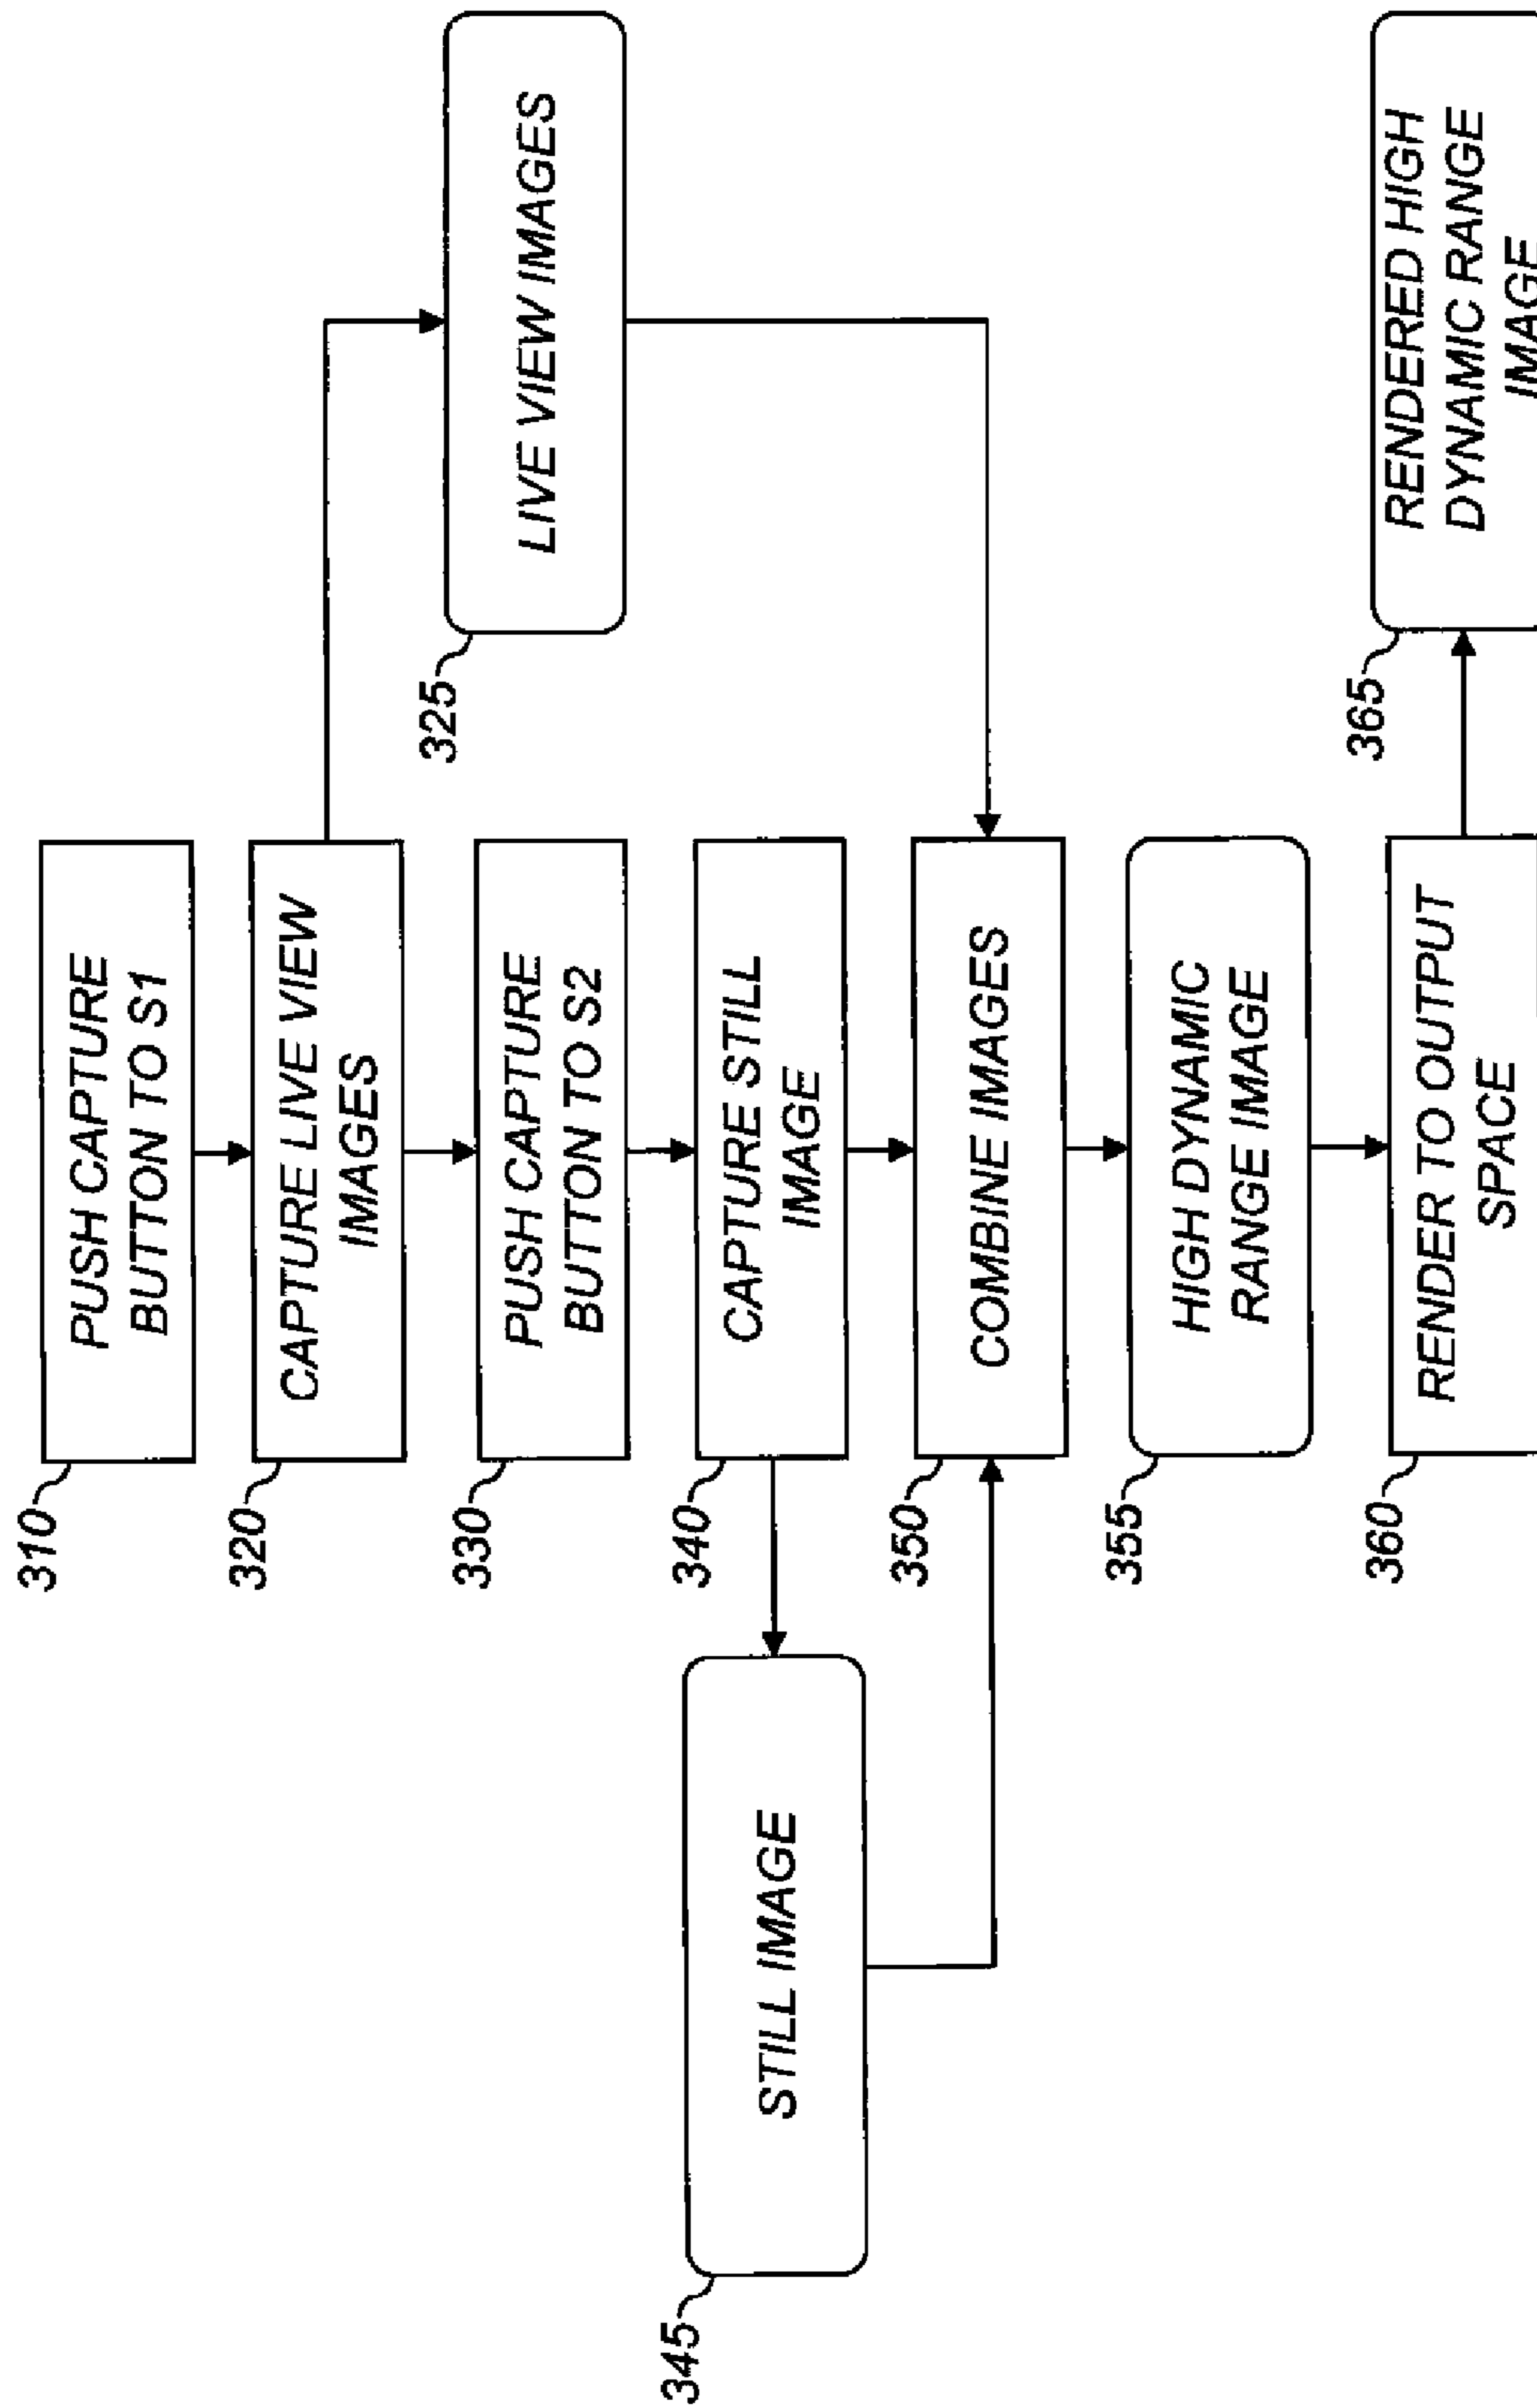 310
PUSH CAPTURE
BUTTON TO S1
320
CAPTURE LIVE VIEW
IMAGES
325
LIVE VIEW IMAGES
330
PUSH CAPTURE
BUTTON TO S2
340
CAPTURE STILL
IMAGE
345
STILL IMAGE
350
COMBINE IMAGES
355
HIGH DYNAMIC
RANGE IMAGE
360
RENDER TO OUTPUT
SPACE
365
RENDERED HIGH
DYNAMIC RANGE
IMAGE